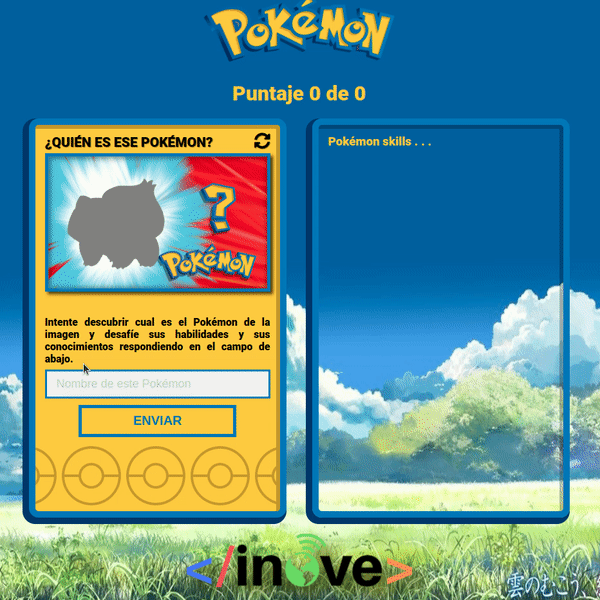 POKéMON
Puntaje 0 de 0
¿QUIÉN ES ESE POKÉMON?
?
POKéMON
Intente descubrir cual es el Pokémon de la
imagen y desafíe sus habilidades y sus
conocimientos respondiendo en el campo de
abajo.
Nombre de este Pokémon
ENVIAR
Pokémon skills . . .
</inove>
雲のむこう、